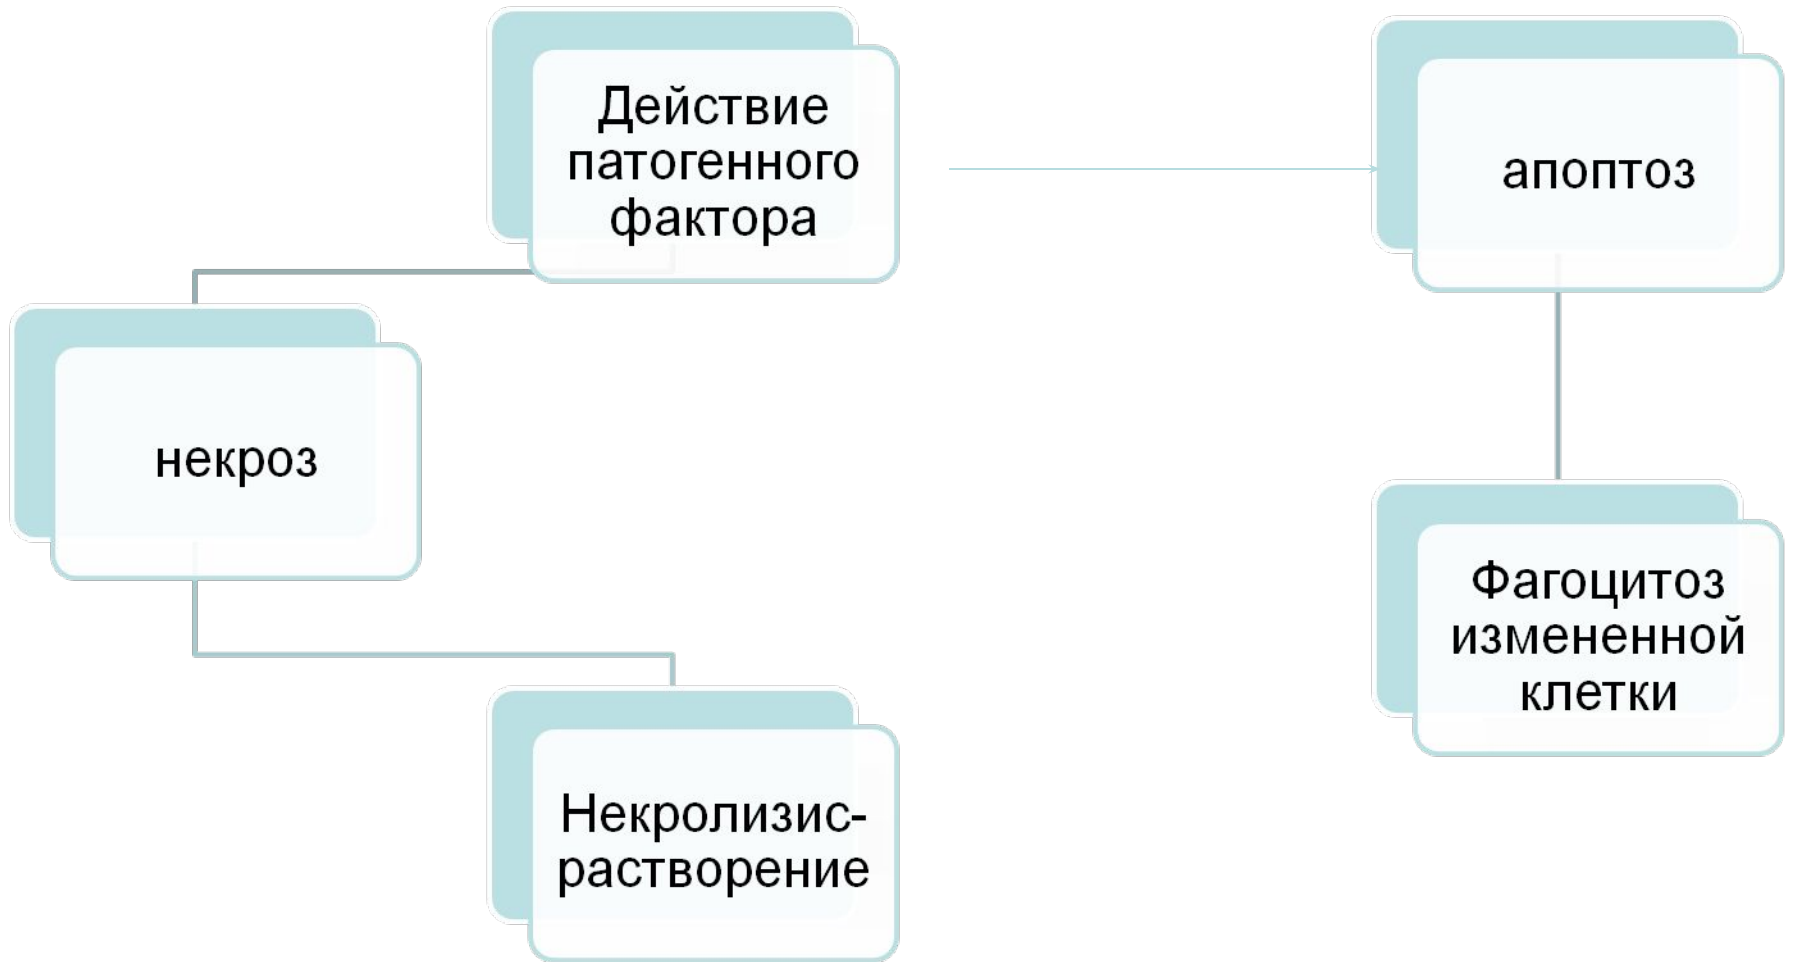 Действие
патогенного
фактора
апоптоз
некроз
Фагоцитоз
измененной
клетки
Некролизис-
растворение